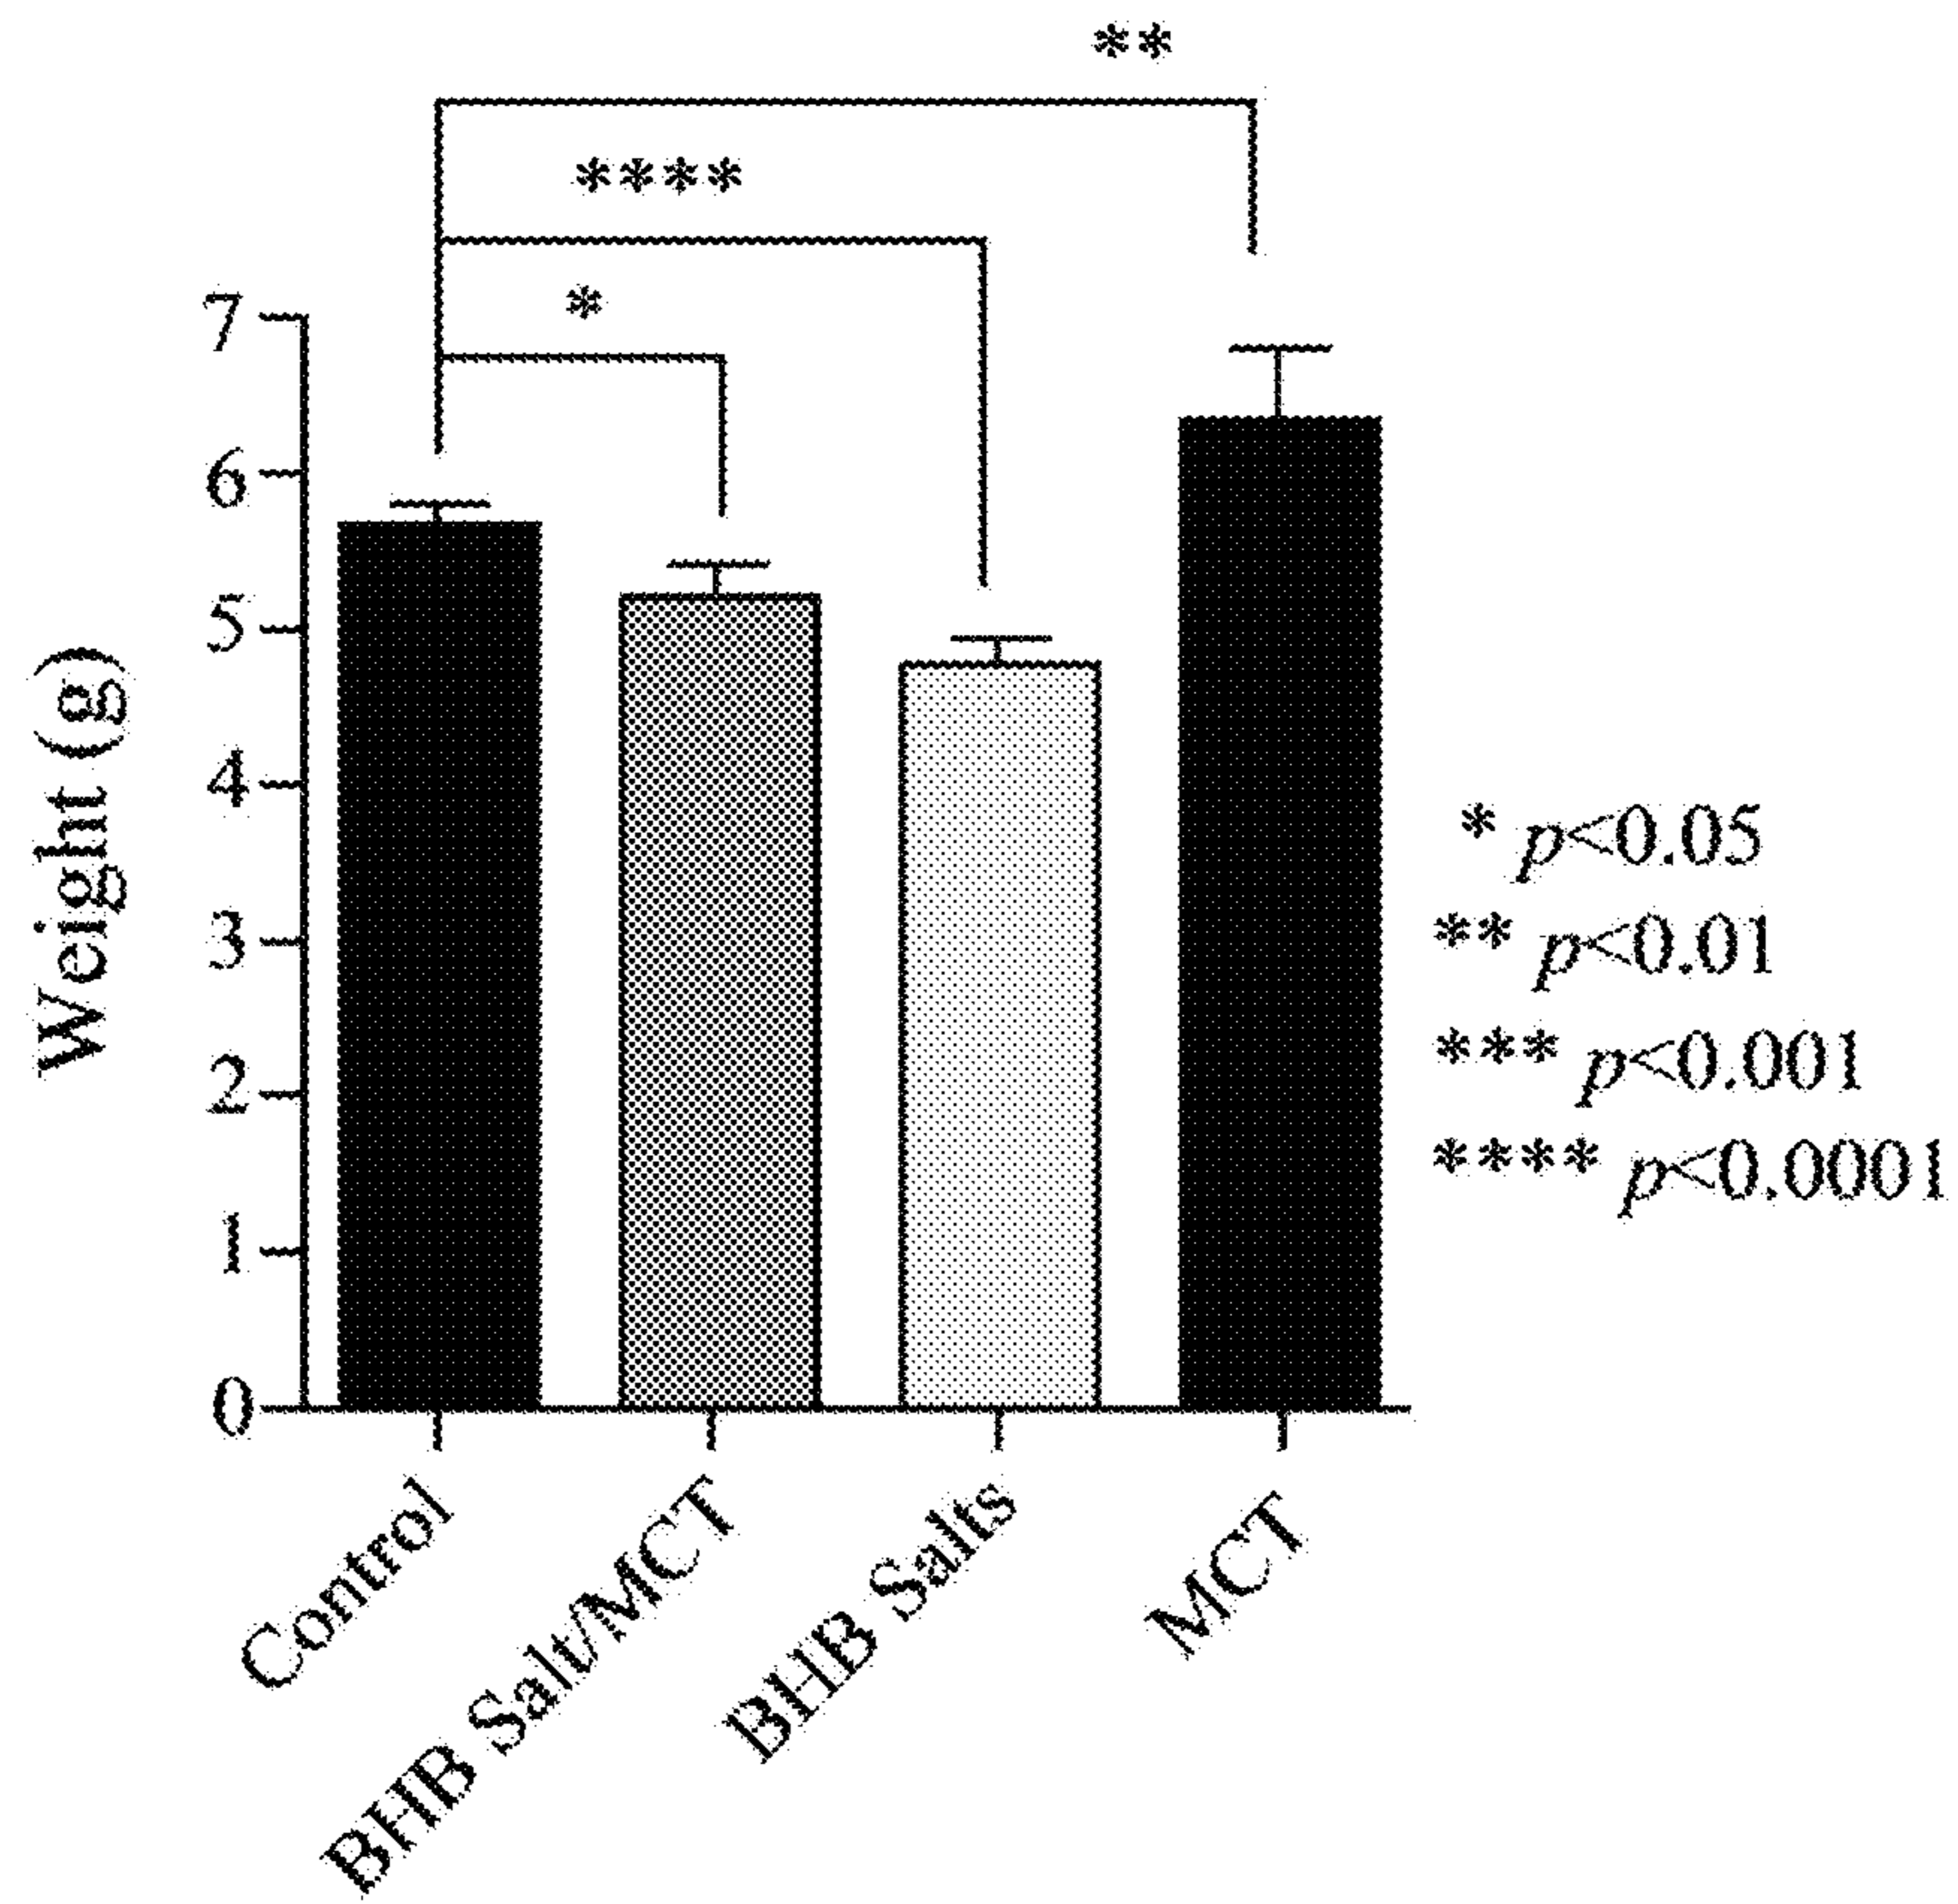 **
****
*
7
6
5
4
3
2
1
0
Weight (g)
* p<0.05
** p<0.01
*** p<0.001
**** p<0.0001
Control
BHB Salt/MCT
BHB Salts
MCT